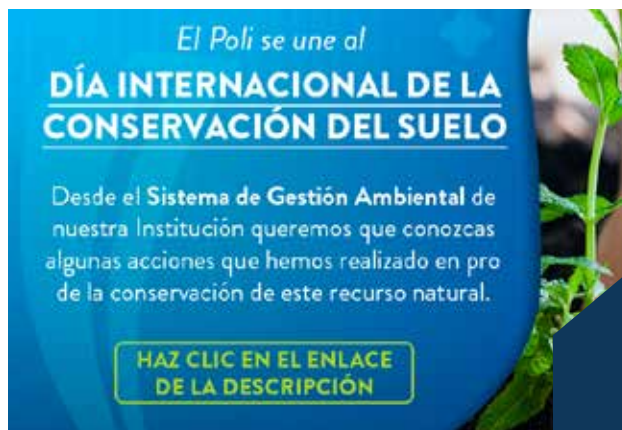 El Poli se une al
DÍA INTERNACIONAL DE LA
CONSERVACIÓN DEL SUELO
Desde el Sistema de Gestión Ambiental de
nuestra Institución queremos que conozcas
algunas acciones que hemos realizado en pro
de la conservación de este recurso natural.
HAZ CLIC EN EL ENLACE
DE LA DESCRIPCIÓN